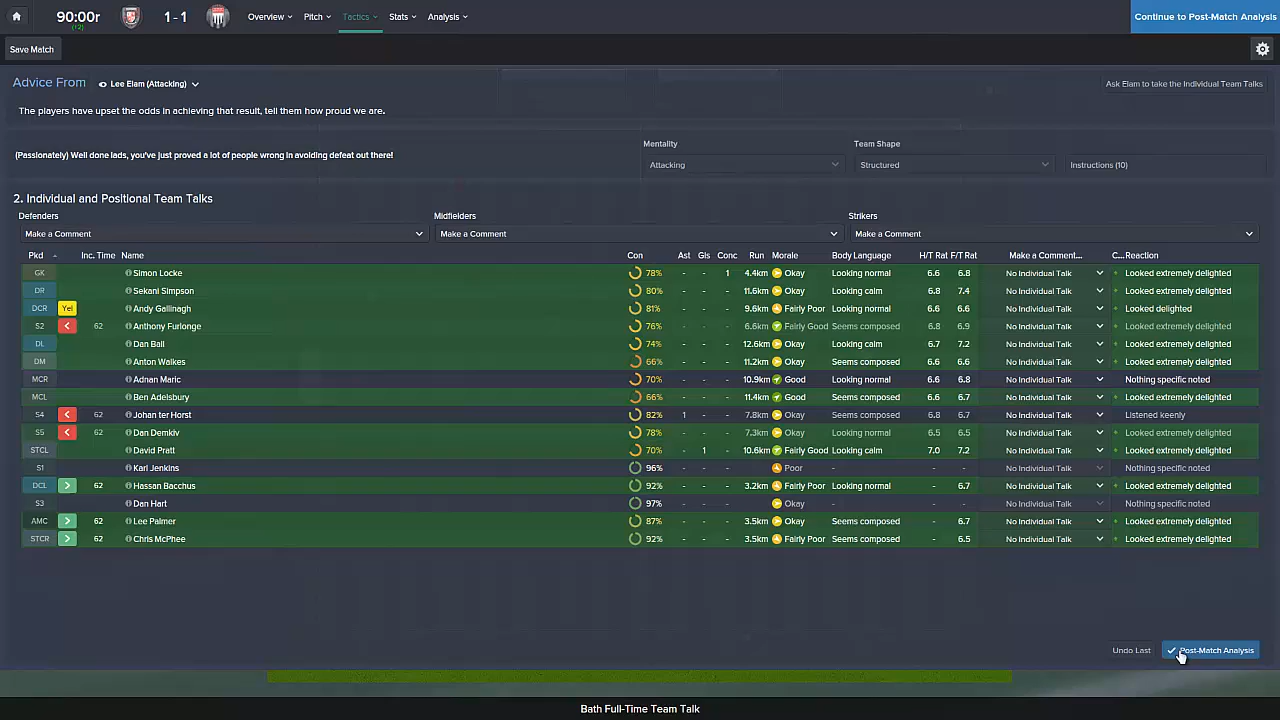 90:00r
(+2)
1 - 1
Overview
Pitch
Tactics
Stats
Analysis
Continue to Post-Match Analysis
Save Match
Advice From Lee Elam (Attacking)
Ask Elam to take the Individual Team Talks
The players have upset the odds in achieving that result, tell them how proud we are.
(Passionately) Well done lads, you've just proved a lot of people wrong in avoiding defeat out there!
Mentality Team Shape
Attacking Structured Instructions (10)
2. Individual and Positional Team Talks
Defenders Midfielders Strikers
Make a Comment Make a Comment Make a Comment
Pkd Inc. Time Name Con Ast Gls Conc Run Morale Body Language H/T Rat F/T Rat Make a Comment... C... Reaction
GK Simon Locke 78% - - 1 4.4km Okay Looking normal 6.6 6.8 No Individual Talk Looked extremely delighted
DR Sekani Simpson 80% - - - 11.6km Okay Looking calm 6.8 7.4 No Individual Talk Looked extremely delighted
DCR Yel Andy Gallinagh 81% - - - 9.6km Fairly Poor Looking normal 6.6 6.6 No Individual Talk Looked delighted
S2 62 Anthony Furlonge 76% - - - 6.6km Fairly Good Seems composed 6.8 6.9 No Individual Talk Looked extremely delighted
DL Dan Ball 74% - - - 12.6km Okay Looking calm 6.7 7.2 No Individual Talk Looked extremely delighted
DM Anton Walkes 66% - - - 11.2km Okay Seems composed 6.6 6.6 No Individual Talk Looked extremely delighted
MCR Adnan Maric 70% - - - 10.9km Good Looking normal 6.6 6.8 No Individual Talk Nothing specific noted
MCL Ben Adelsbury 66% - - - 11.4km Good Seems composed 6.6 6.7 No Individual Talk Looked extremely delighted
S4 62 Johan ter Horst 82% 1 - - 7.8km Okay Seems composed 6.8 6.7 No Individual Talk Listened keenly
S5 62 Dan Demkiv 78% - - - 7.3km Okay Looking normal 6.5 6.5 No Individual Talk Looked extremely delighted
STCL David Pratt 70% - 1 - 10.6km Fairly Good Looking calm 7.0 7.2 No Individual Talk Looked extremely delighted
S1 Karl Jenkins 96% - - - Poor - - - No Individual Talk Nothing specific noted
DCL 62 Hassan Bacchus 92% - - - 3.2km Fairly Poor Looking normal - 6.7 No Individual Talk Looked extremely delighted
S3 Dan Hart 97% - - - Okay - - - No Individual Talk Nothing specific noted
AMC 62 Lee Palmer 87% - - - 3.5km Okay Seems composed - 6.7 No Individual Talk Looked extremely delighted
STCR 62 Chris McPhee 92% - - - 3.5km Fairly Poor Seems composed - 6.5 No Individual Talk Looked extremely delighted
Undo Last Post-Match Analysis
Bath Full-Time Team Talk